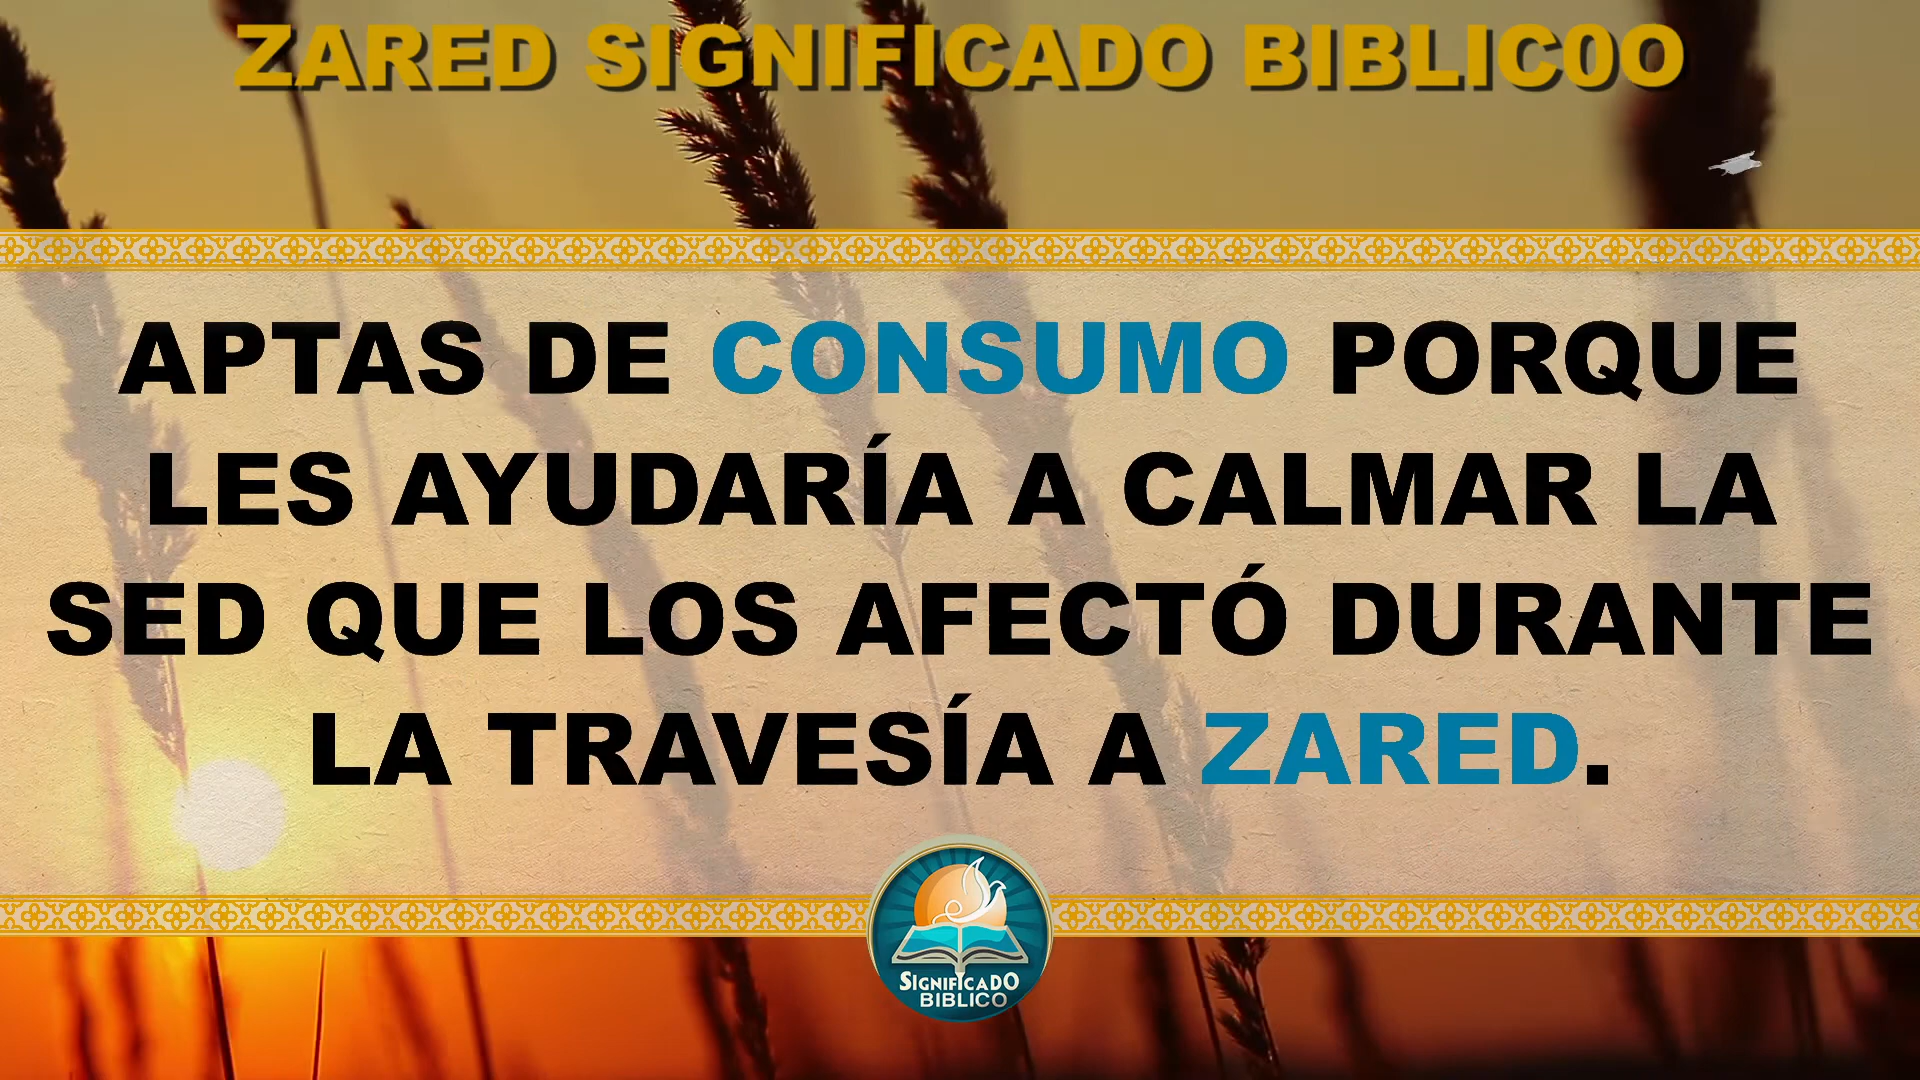 ZARED SIGNIFICADO BIBLIC0O
APTAS DE CONSUMO PORQUE
LES AYUDARÍA A CALMAR LA
SED QUE LOS AFECTÓ DURANTE
LA TRAVESÍA A ZARED.
SIGNIFICADO
BIBLICO